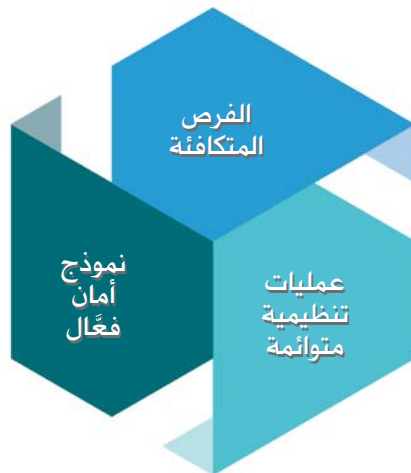 الفرص
المتكافئة
نموذج
أمان
فعَّال
عمليات
تنظيمية
متوائمة